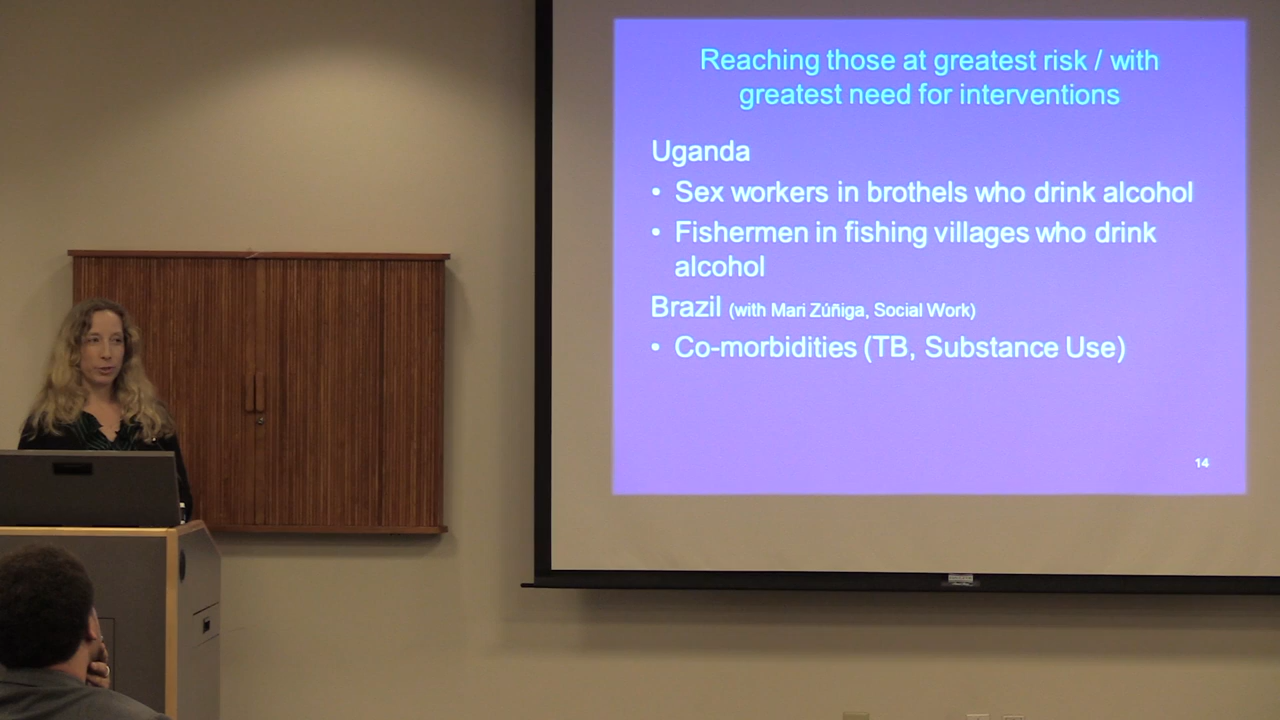 Reaching those at greatest risk / with
greatest need for interventions
Uganda
• Sex workers in brothels who drink alcohol
• Fishermen in fishing villages who drink
alcohol
Brazil (with Mari Zúñiga, Social Work)
• Co-morbidities (TB, Substance Use)
14